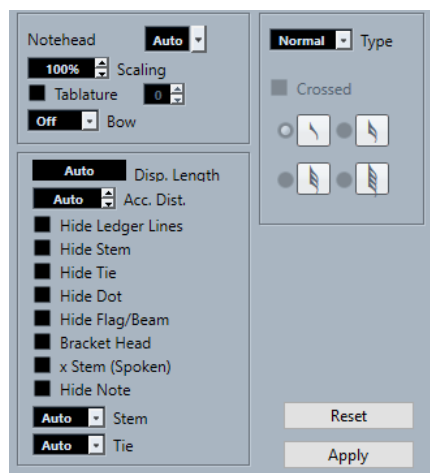 Notehead Auto
100% Scaling
Tablature 0
Off Bow
Auto Disp. Length
Auto Acc. Dist.
Hide Ledger Lines
Hide Stem
Hide Tie
Hide Dot
Hide Flag/Beam
Bracket Head
x Stem (Spoken)
Hide Note
Auto Stem
Auto Tie
Normal Type
Crossed
Reset
Apply